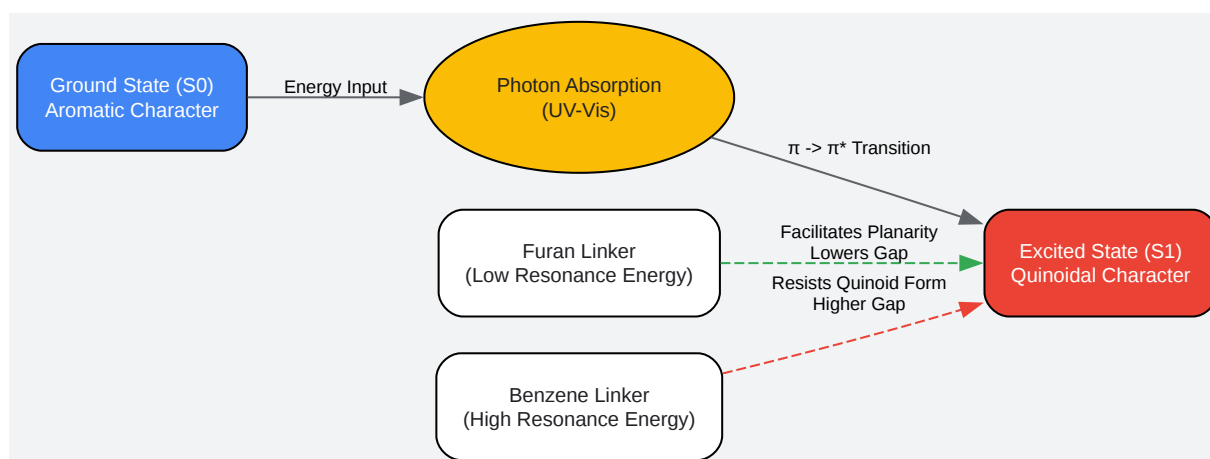 Ground State (S0)
Aromatic Character
Energy Input
Photon Absorption
(UV-Vis)
π -> π* Transition
Furan Linker
(Low Resonance Energy)
Facilitates Planarity
Lowers Gap
Excited State (S1)
Quinoidal Character
Resists Quinoid Form
Higher Gap
Benzene Linker
(High Resonance Energy)